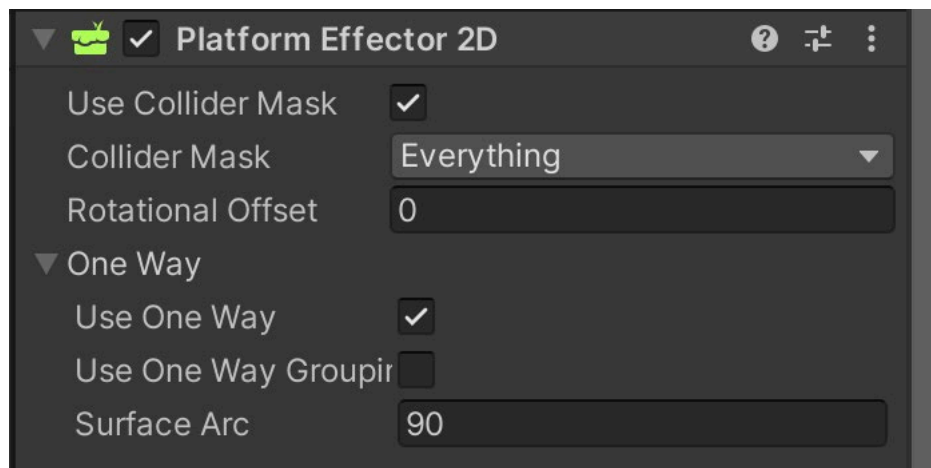 Platform Effector 2D
Use Collider Mask
Collider Mask Everything
Rotational Offset 0
One Way
Use One Way
Use One Way Groupin
Surface Arc 90